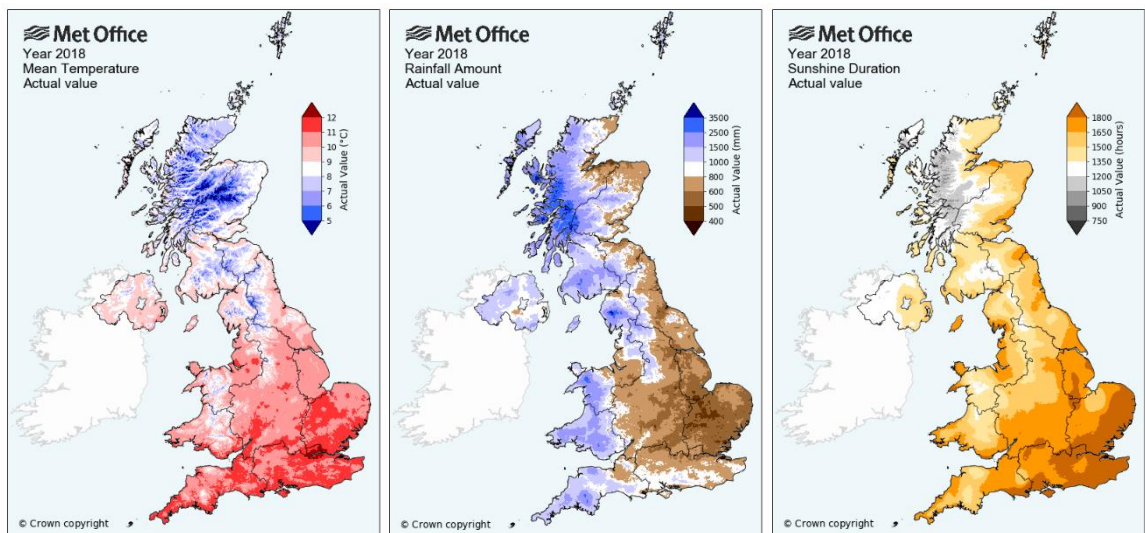 Met Office
Year 2018
Mean Temperature
Actual value
12
11
10
9
8
7
6
5
Actual Value (°C)
© Crown copyright
Met Office
Year 2018
Rainfall Amount
Actual value
3500
2500
1500
1000
800
600
500
400
Actual Value (mm)
© Crown copyright
Met Office
Year 2018
Sunshine Duration
Actual value
1800
1650
1500
1350
1200
1050
900
750
Actual Value (hours)
© Crown copyright